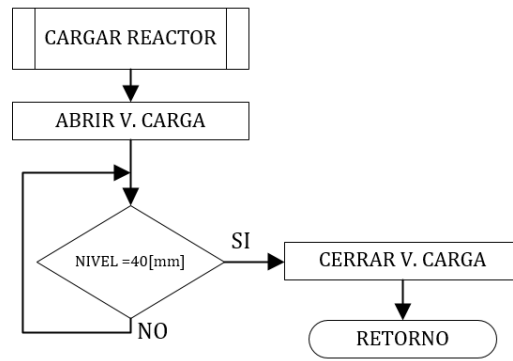 CARGAR REACTOR
ABRIR V. CARGA
NIVEL =40[mm]
SI
CERRAR V. CARGA
NO
RETORNO